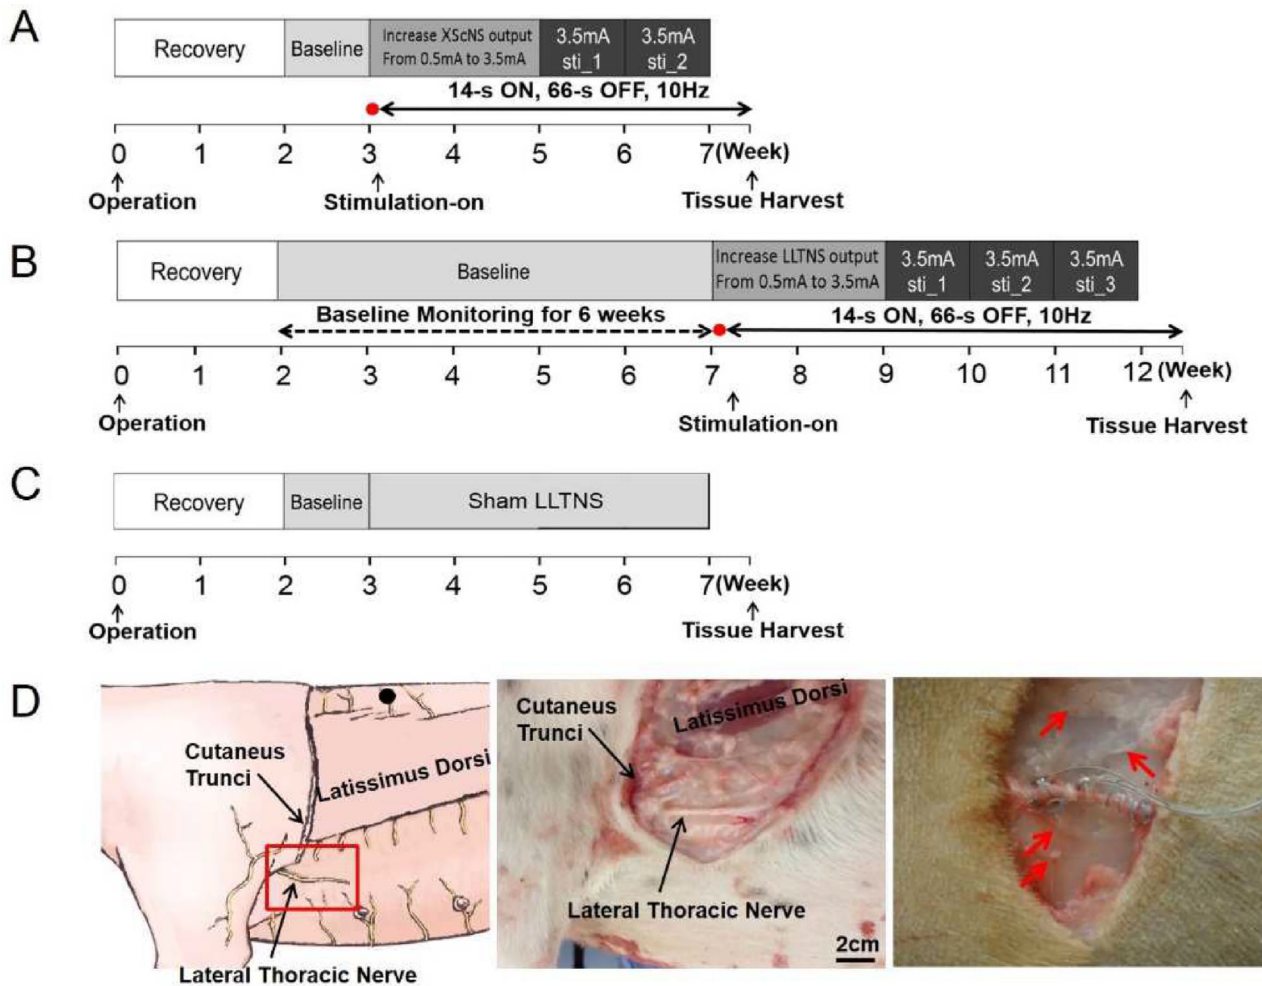 A
Recovery
Baseline
Increase XScNS output
From 0.5mA to 3.5mA
3.5mA
sti_1
3.5mA
sti_2
14-s ON, 66-s OFF, 10Hz
0 1 2 3 4 5 6 7 (Week)
Operation
Stimulation-on
Tissue Harvest
B
Recovery
Baseline
Increase LLTNS output
From 0.5mA to 3.5mA
3.5mA
sti_1
3.5mA
sti_2
3.5mA
sti_3
Baseline Monitoring for 6 weeks
14-s ON, 66-s OFF, 10Hz
0 1 2 3 4 5 6 7 8 9 10 11 12 (Week)
Operation
Stimulation-on
Tissue Harvest
C
Recovery
Baseline
Sham LLTNS
0 1 2 3 4 5 6 7 (Week)
Operation
Tissue Harvest
D
Cutaneus
Trunci
Latissimus Dorsi
Lateral Thoracic Nerve
Cutaneus
Trunci
Latissimus Dorsi
Lateral Thoracic Nerve
2cm